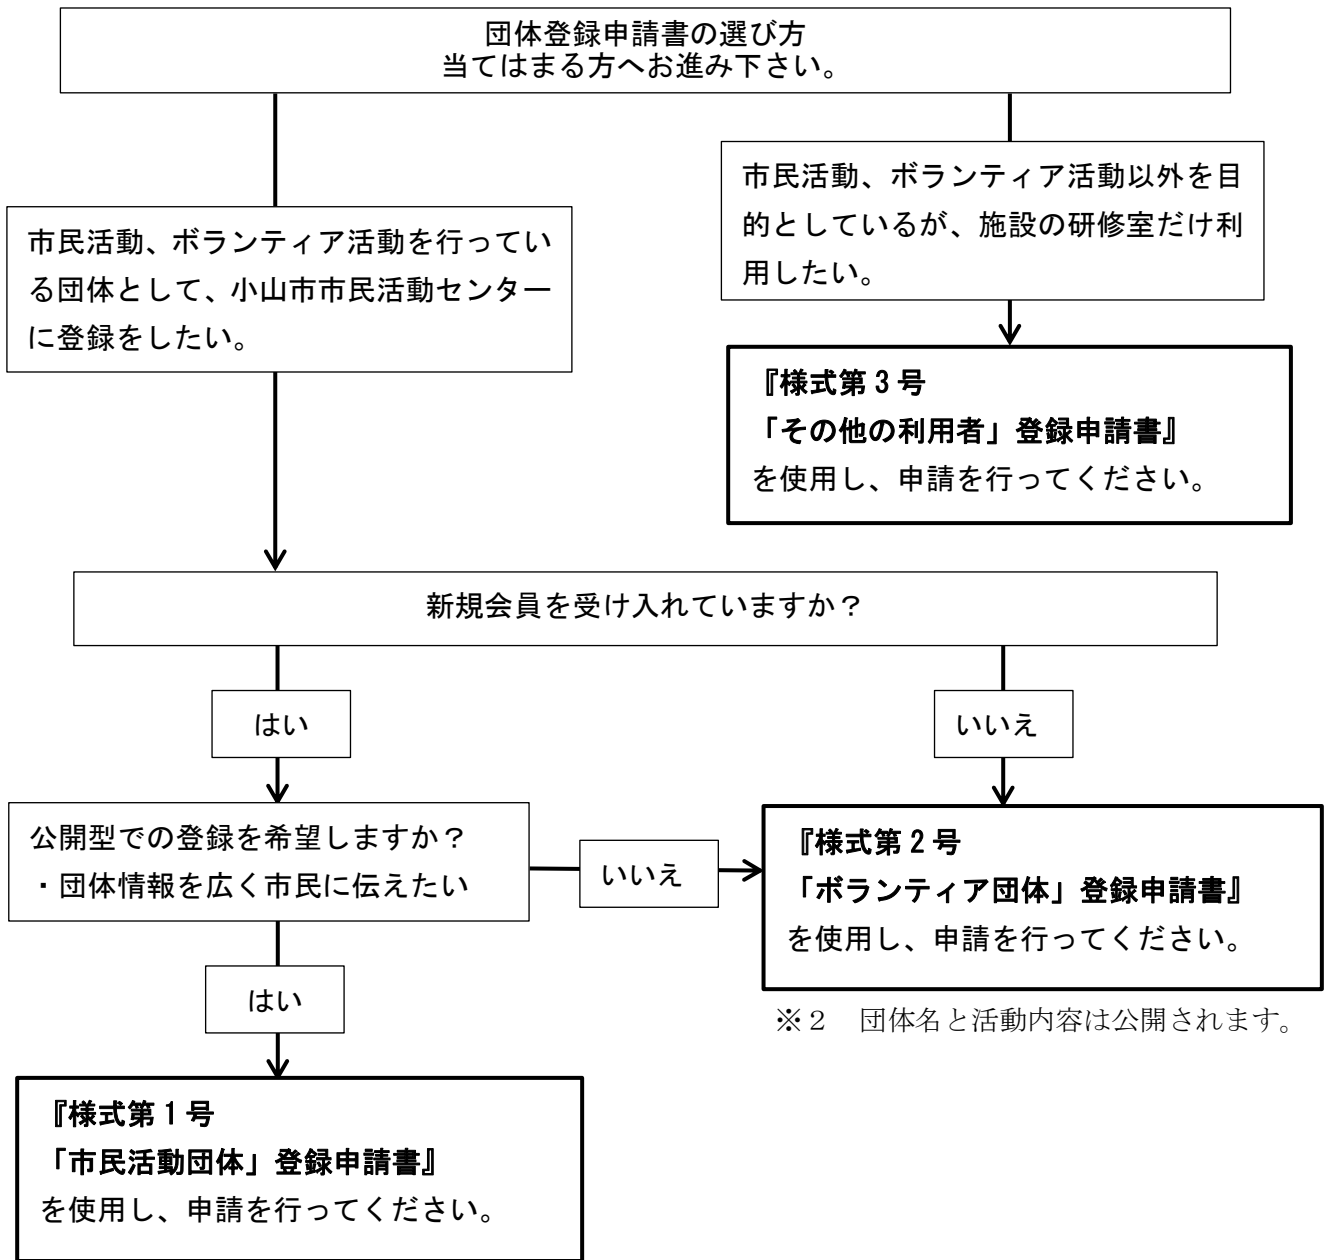 団体登録申請書の選び方
当てはまる方へお進み下さい。
市民活動、ボランティア活動以外を目
的としているが、施設の研修室だけ利
用したい。
市民活動、ボランティア活動を行ってい
る団体として、小山市市民活動センター
に登録をしたい。
『様式第３号
「その他の利用者」登録申請書』
を使用し、申請を行ってください。
新規会員を受け入れていますか？
はい
いいえ
公開型での登録を希望しますか？
・団体情報を広く市民に伝えたい
いいえ
『様式第２号
「ボランティア団体」登録申請書』
を使用し、申請を行ってください。
はい
※２　団体名と活動内容は公開されます。
『様式第１号
「市民活動団体」登録申請書』
を使用し、申請を行ってください。